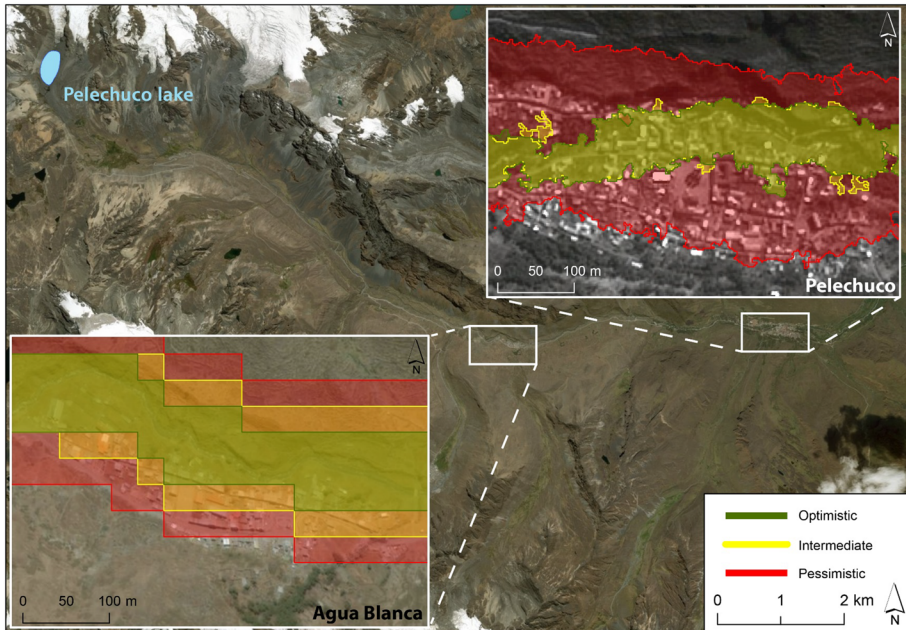 Pelechuco lake
N
0 50 100 m
Pelechuco
N
0 50 100 m
Agua Blanca
Optimistic
Intermediate
Pessimistic
0 1 2 km
N